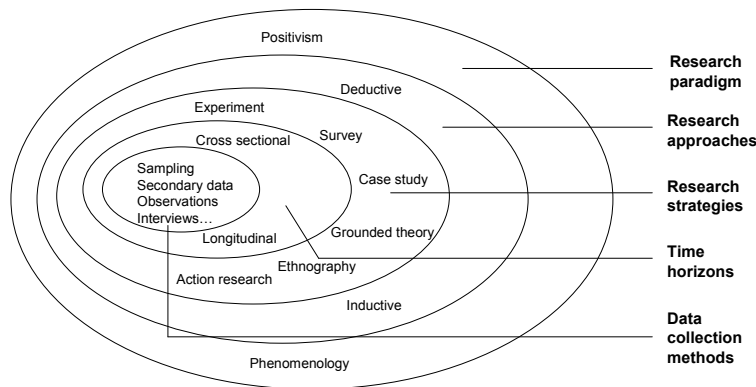 Positivism
Deductive
Experiment
Cross sectional
Survey
Sampling
Secondary data
Observations
Interviews…
Case study
Longitudinal
Grounded theory
Ethnography
Action research
Inductive
Phenomenology
Research
paradigm
Research
approaches
Research
strategies
Time
horizons
Data
collection
methods